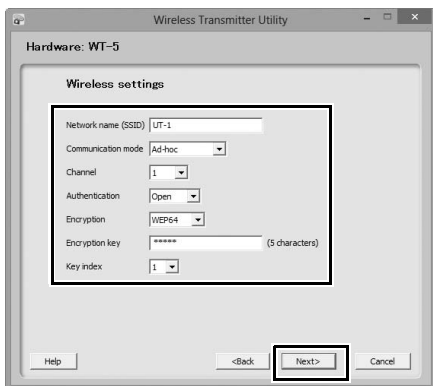 Wireless Transmitter Utility
Hardware: WT-5
Wireless settings
Network name (SSID) UT-1
Communication mode Ad-hoc
Channel 1
Authentication Open
Encryption WEP64
Encryption key ***** (5 characters)
Key index 1
Help <Back Next> Cancel